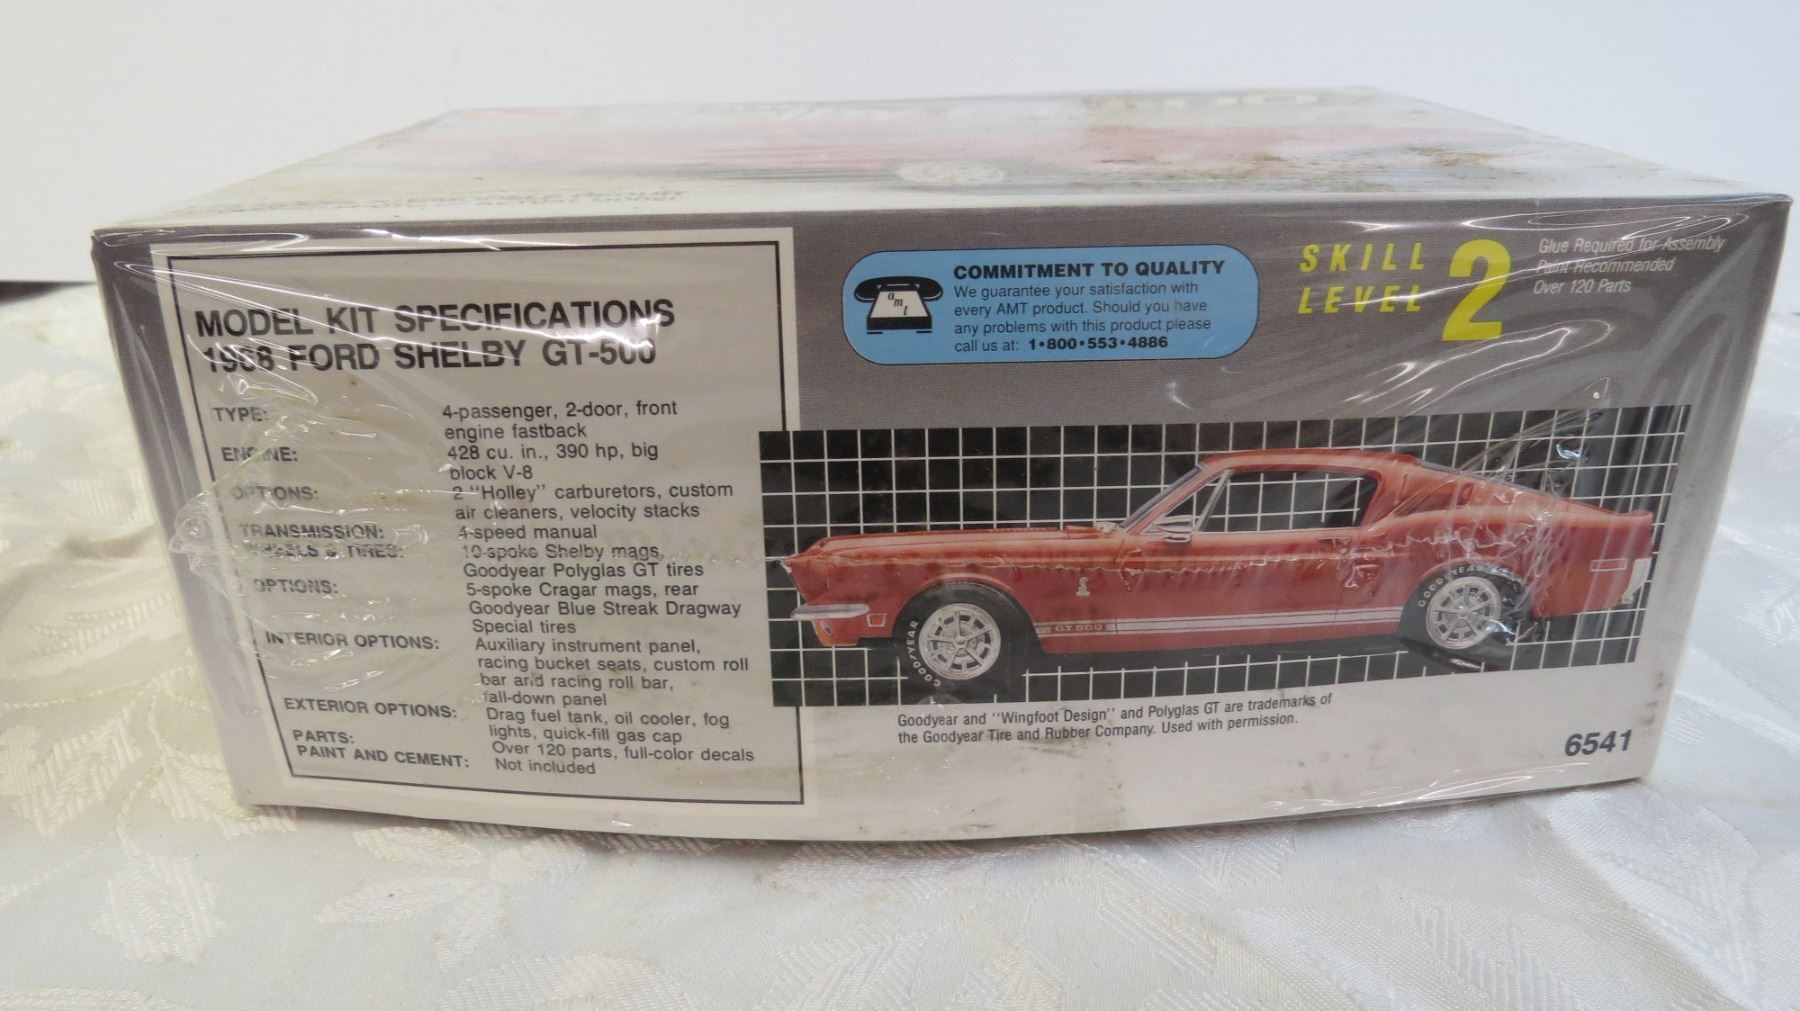 MODEL KIT SPECIFICATIONS
1968 FORD SHELBY GT-500
TYPE: 4-passenger, 2-door, front
engine fastback
ENGINE: 428 cu. in., 390 hp, big
block V-8
OPTIONS: 2 "Holley" carburetors, custom
air cleaners, velocity stacks
TRANSMISSION: 4-speed manual
WHEELS & TIRES: 10-spoke Shelby mags,
Goodyear Polyglas GT tires
OPTIONS: 5-spoke Cragar mags, rear
Goodyear Blue Streak Dragway
Special tires
INTERIOR OPTIONS: Auxiliary instrument panel,
racing bucket seats, custom roll
bar and racing roll bar,
fall-down panel
EXTERIOR OPTIONS: Drag fuel tank, oil cooler, fog
lights, quick-fill gas cap
PARTS: Over 120 parts, full-color decals
PAINT AND CEMENT: Not included
amt
COMMITMENT TO QUALITY
We guarantee your satisfaction with
every AMT product. Should you have
any problems with this product please
call us at: 1•800•553•4886
SKILL
LEVEL 2
Glue Required for Assembly
Paint Recommended
Over 120 Parts
GOODYEAR
GT 500
GOODYEAR
Goodyear and "Wingfoot Design" and Polyglas GT are trademarks of
the Goodyear Tire and Rubber Company. Used with permission.
6541